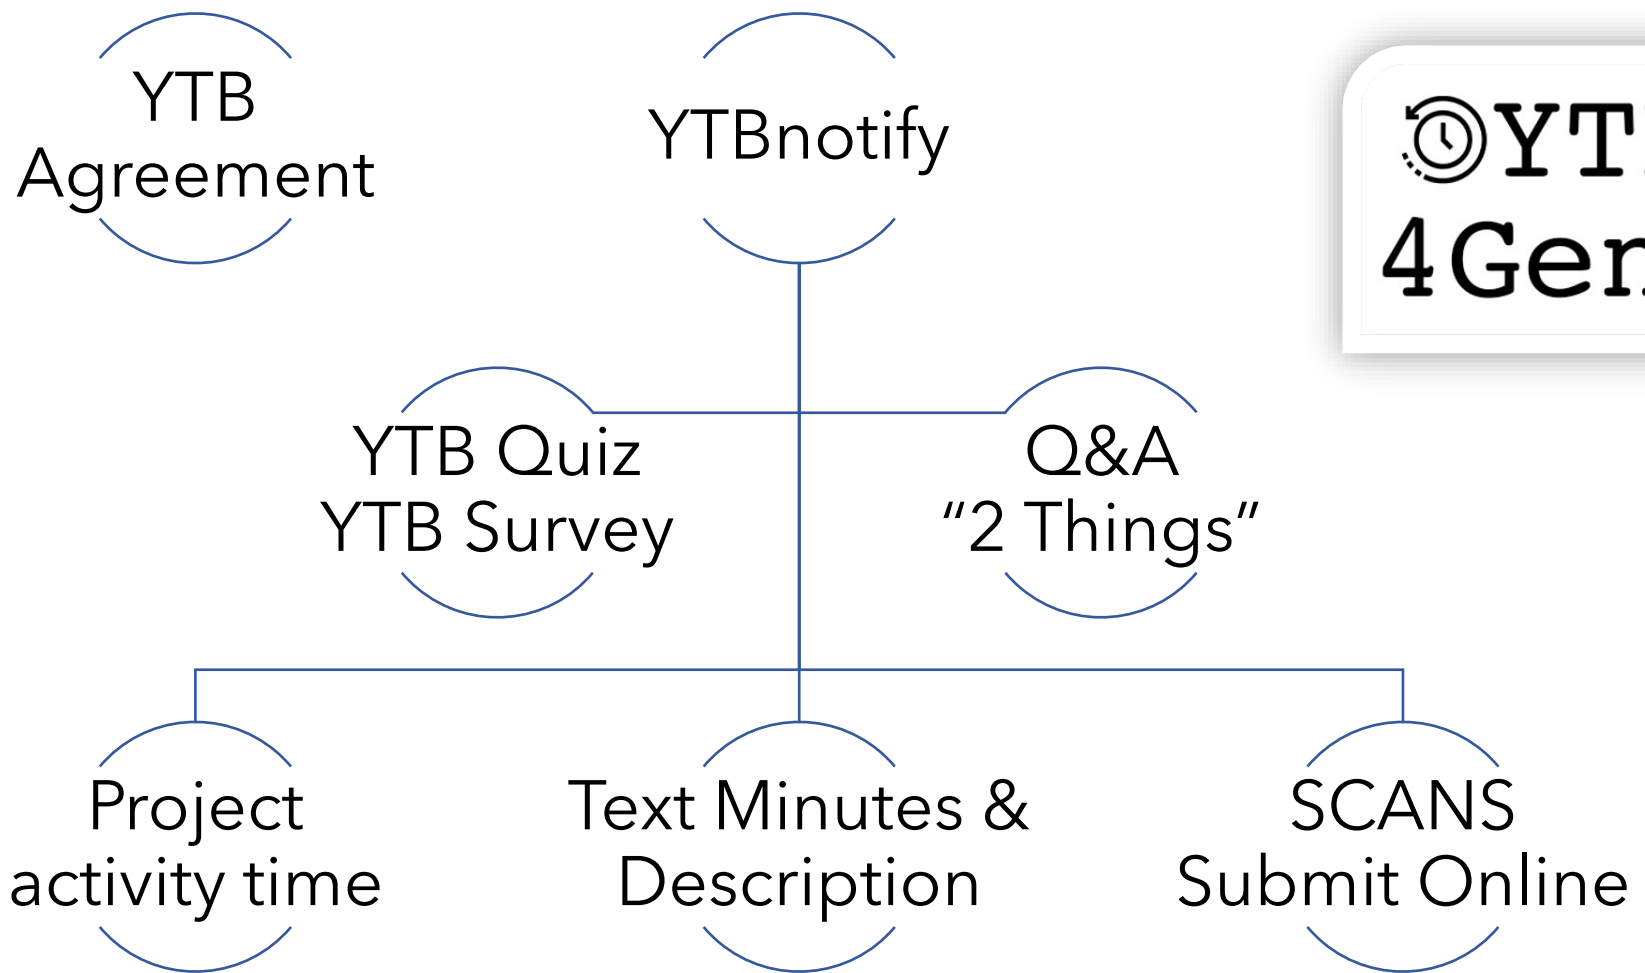 YTB
Agreement
YTBnotify
YTB Quiz
YTB Survey
Q&A
“2 Things”
Project
activity time
Text Minutes &
Description
SCANS
Submit Online